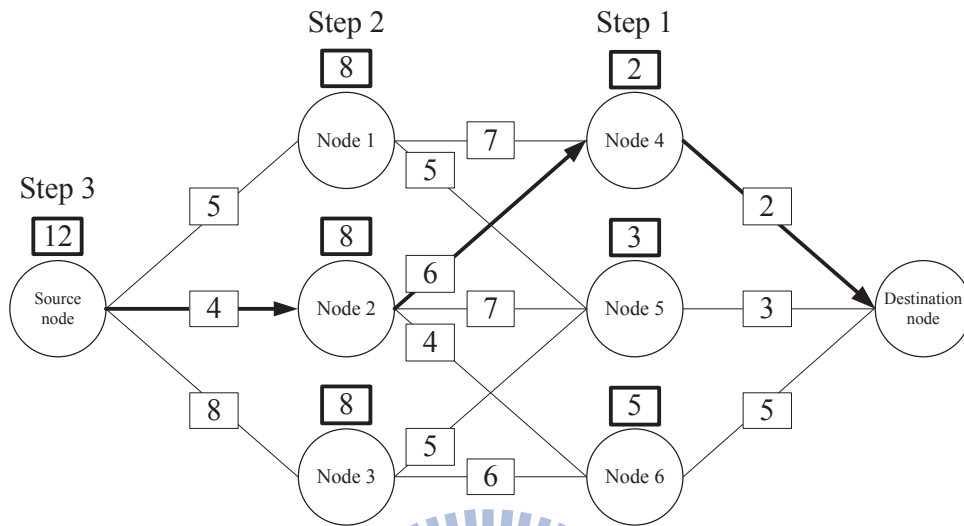 Step 2
Step 1
8
2
Node 1
7
Node 4
Step 3
5
5
2
12
8
3
6
Source
node
4
Node 2
7
Node 5
3
Destination
node
4
8
8
5
5
5
Node 3
6
Node 6